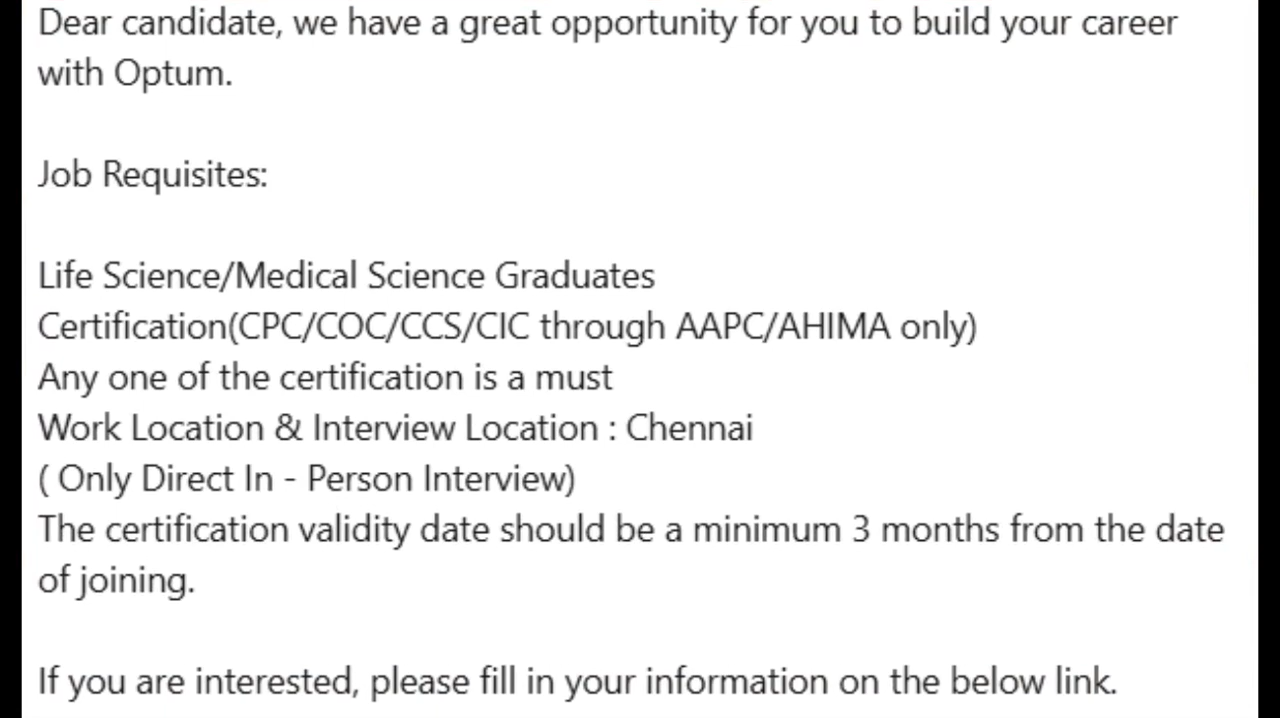 Dear candidate, we have a great opportunity for you to build your career
with Optum.
Job Requisites:
Life Science/Medical Science Graduates
Certification(CPC/COC/CCS/CIC through AAPC/AHIMA only)
Any one of the certification is a must
Work Location & Interview Location : Chennai
( Only Direct In - Person Interview)
The certification validity date should be a minimum 3 months from the date
of joining.
If you are interested, please fill in your information on the below link.